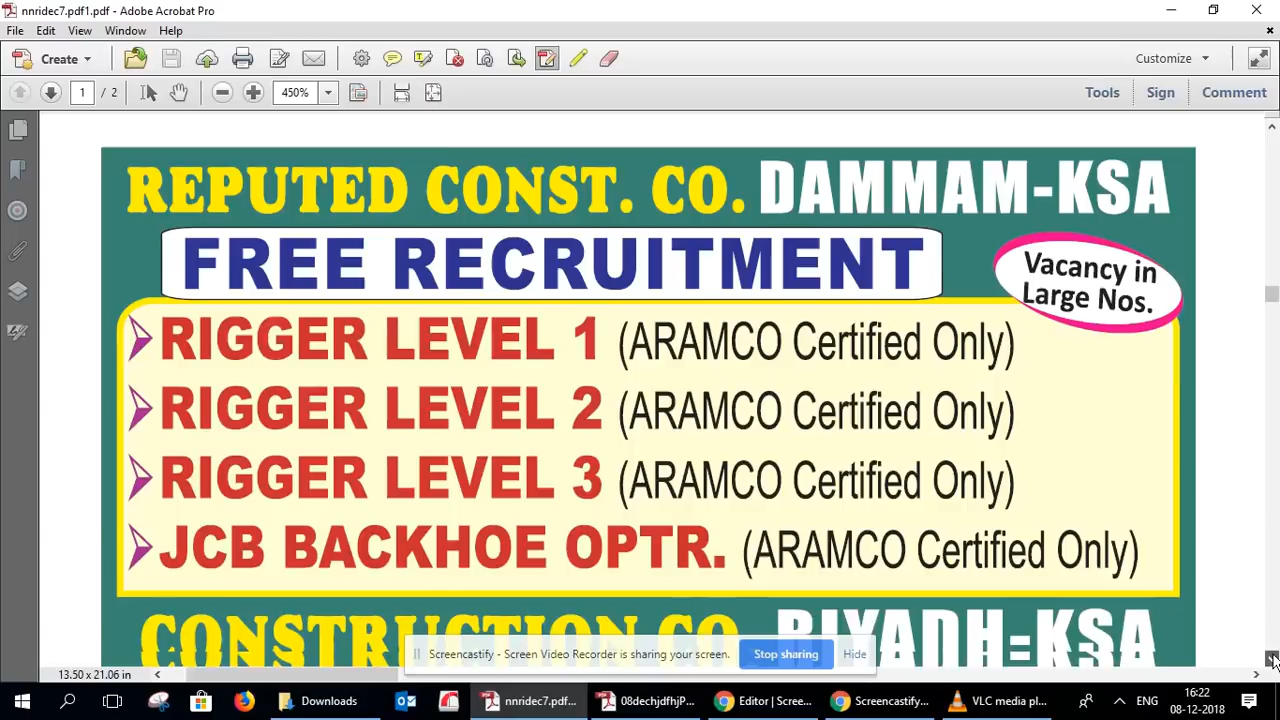 nnridec7.pdf1.pdf - Adobe Acrobat Pro
File Edit View Window Help
Create Customize
1 / 2 450% Tools Sign Comment
REPUTED CONST. CO. DAMMAM-KSA
FREE RECRUITMENT
Vacancy in
Large Nos.
RIGGER LEVEL 1 (ARAMCO Certified Only)
RIGGER LEVEL 2 (ARAMCO Certified Only)
RIGGER LEVEL 3 (ARAMCO Certified Only)
JCB BACKHOE OPTR. (ARAMCO Certified Only)
CONSTRUCTION CO. RIYADH=KSA
Screencastify - Screen Video Recorder is sharing your screen. Stop sharing Hide
13.50 x 21.06 in
Downloads nnridec7.pdf... 08dechjdfhjP... Editor | Scree... Screencastify... VLC media pl... ENG 16:22
08-12-2018